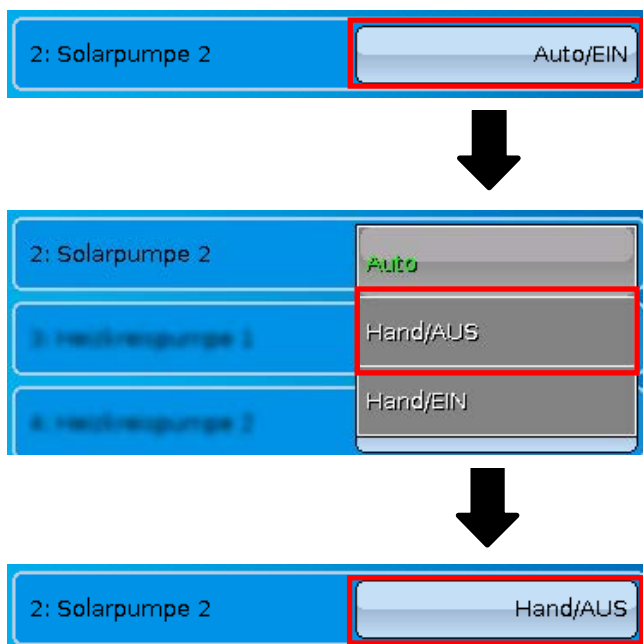 2: Solarpumpe 2 Auto/EIN
2: Solarpumpe 2 Auto
Hand/AUS
Hand/EIN
2: Solarpumpe 2 Hand/AUS